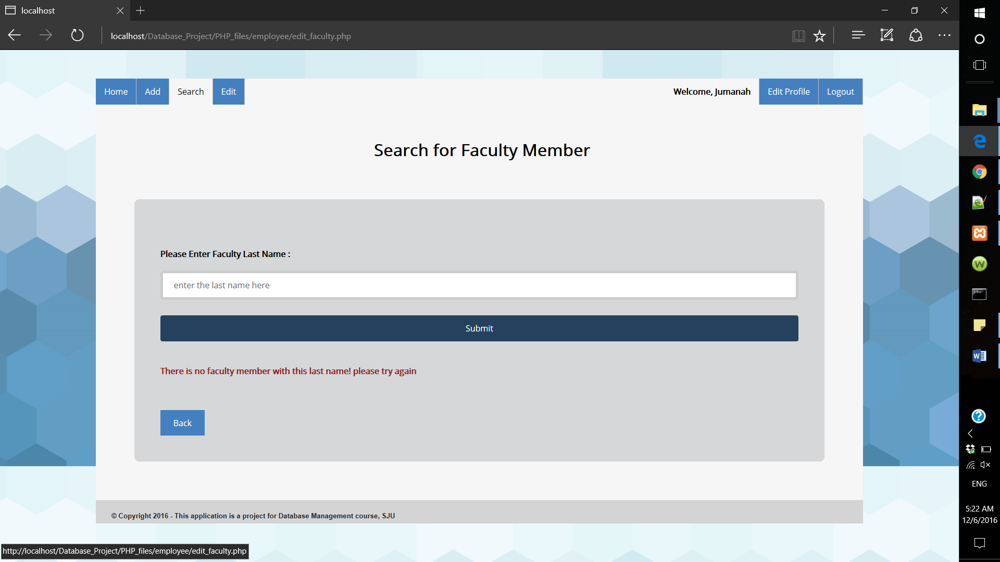 localhost
localhost/Database_Project/PHP_files/employee/edit_faculty.php
Home Add Search Edit Welcome, Jumanah Edit Profile Logout
Search for Faculty Member
Please Enter Faculty Last Name :
enter the last name here
Submit
There is no faculty member with this last name! please try again
Back
© Copyright 2016 - This application is a project for Database Management course, SJU
http://localhost/Database_Project/PHP_files/employee/edit_faculty.php
ENG
5:22 AM
12/6/2016